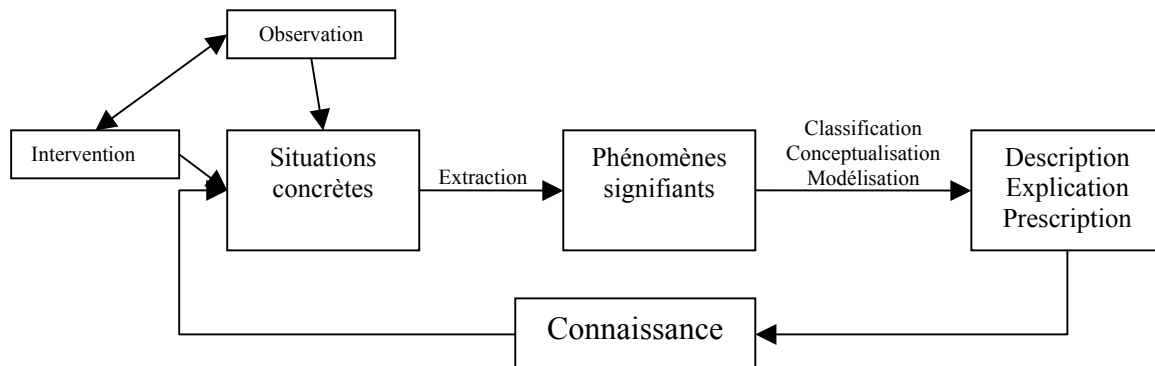 Observation
Intervention
Situations
concrètes
Extraction
Phénomènes
signifiants
Classification
Conceptualisation
Modélisation
Description
Explication
Prescription
Connaissance